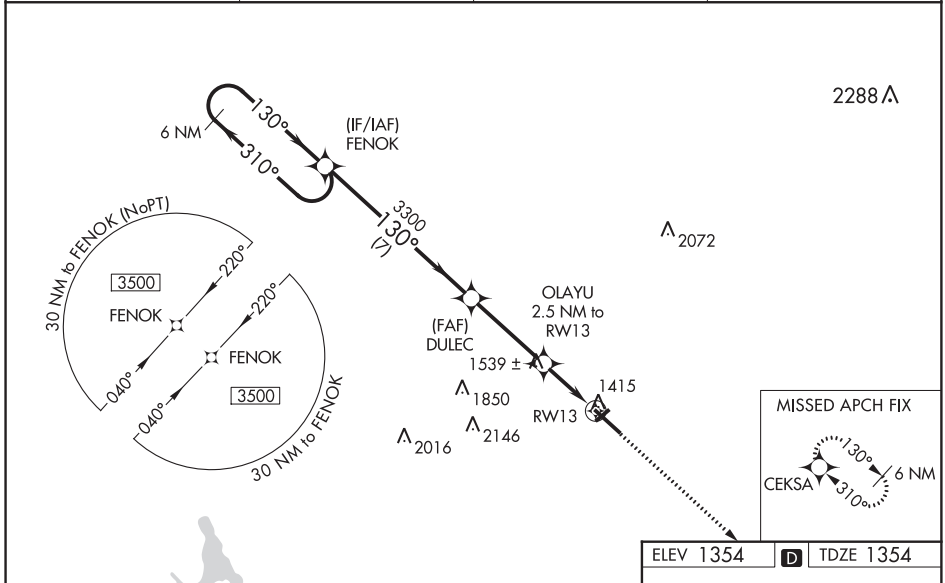 2288
130°
6 NM
310°
(IF/IAF)
FENOK
3300
130°
(7)
2072
30 NM to FENOK (NoPT)
220°
3500
FENOK
040°
220°
FENOK
3500
040°
30 NM to FENOK
(FAF)
DULEC
OLAYU
2.5 NM to
RW13
1539 ±
1850
1415
RW13
2146
2016
MISSED APCH FIX
130°
6 NM
CEKSA
310°
ELEV 1354
D
TDZE 1354